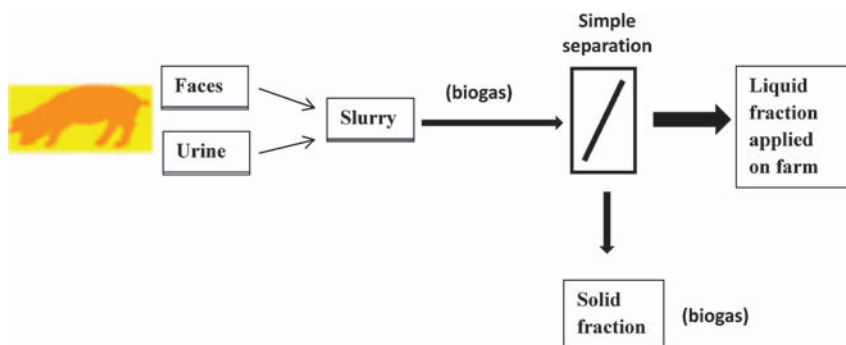 Faces
Urine
Slurry
(biogas)
Simple
separation
Liquid
fraction
applied
on farm
Solid
fraction
(biogas)